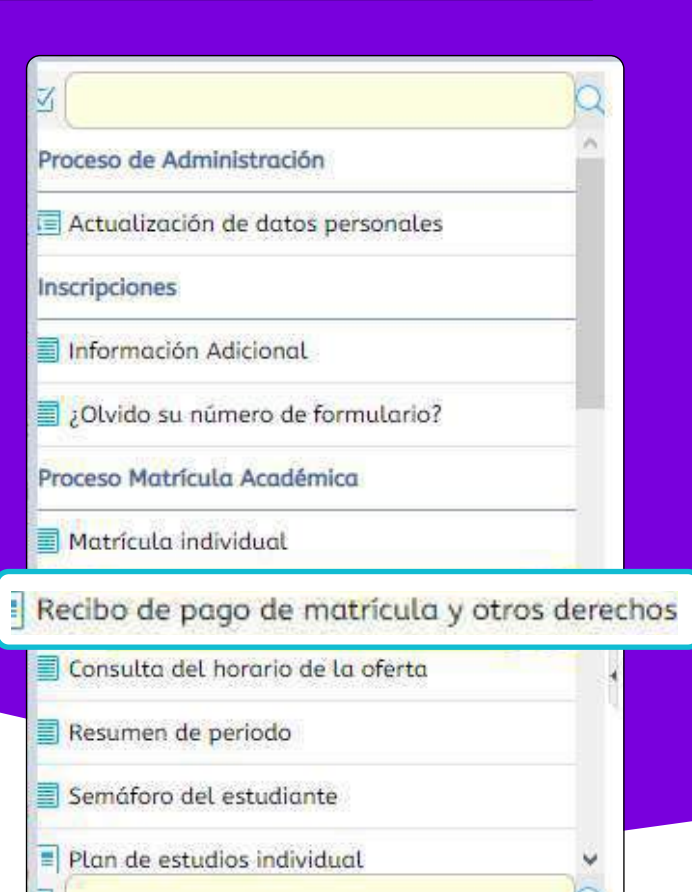 Proceso de Administración
Actualización de datos personales
Inscripciones
Información Adicional
¿Olvido su número de formulario?
Proceso Matrícula Académica
Matrícula individual
Recibo de pago de matrícula y otros derechos
Consulta del horario de la oferta
Resumen de periodo
Semáforo del estudiante
Plan de estudios individual